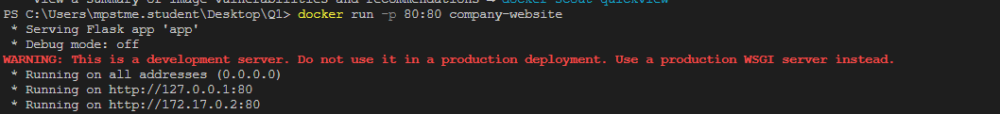 View a summary of image vulnerabilities and recommendations → docker scout quickview
PS C:\Users\mpstme.student\Desktop\Q1> docker run -p 80:80 company-website
* Serving Flask app 'app'
* Debug mode: off
WARNING: This is a development server. Do not use it in a production deployment. Use a production WSGI server instead.
* Running on all addresses (0.0.0.0)
* Running on http://127.0.0.1:80
* Running on http://172.17.0.2:80